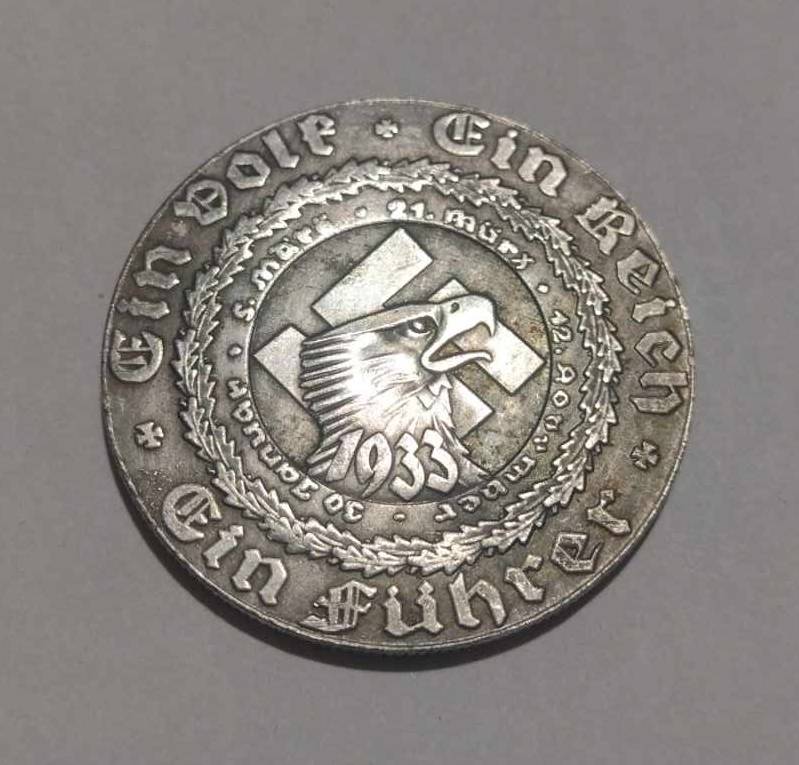 Ein Volk
Ein Reich
Ein Führer
30 Januar · 5. März · 21. März · 12. November ·
1933